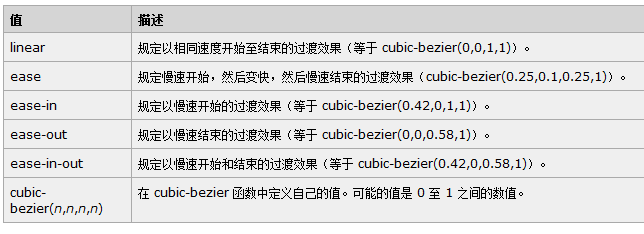 值 描述
linear 规定以相同速度开始至结束的过渡效果（等于 cubic-bezier(0,0,1,1)）。
ease 规定慢速开始，然后变快，然后慢速结束的过渡效果（cubic-bezier(0.25,0.1,0.25,1)）。
ease-in 规定以慢速开始的过渡效果（等于 cubic-bezier(0.42,0,1,1)）。
ease-out 规定以慢速结束的过渡效果（等于 cubic-bezier(0,0,0.58,1)）。
ease-in-out 规定以慢速开始和结束的过渡效果（等于 cubic-bezier(0.42,0,0.58,1)）。
cubic- 在 cubic-bezier 函数中定义自己的值。可能的值是 0 至 1 之间的数值。
bezier(n,n,n,n)